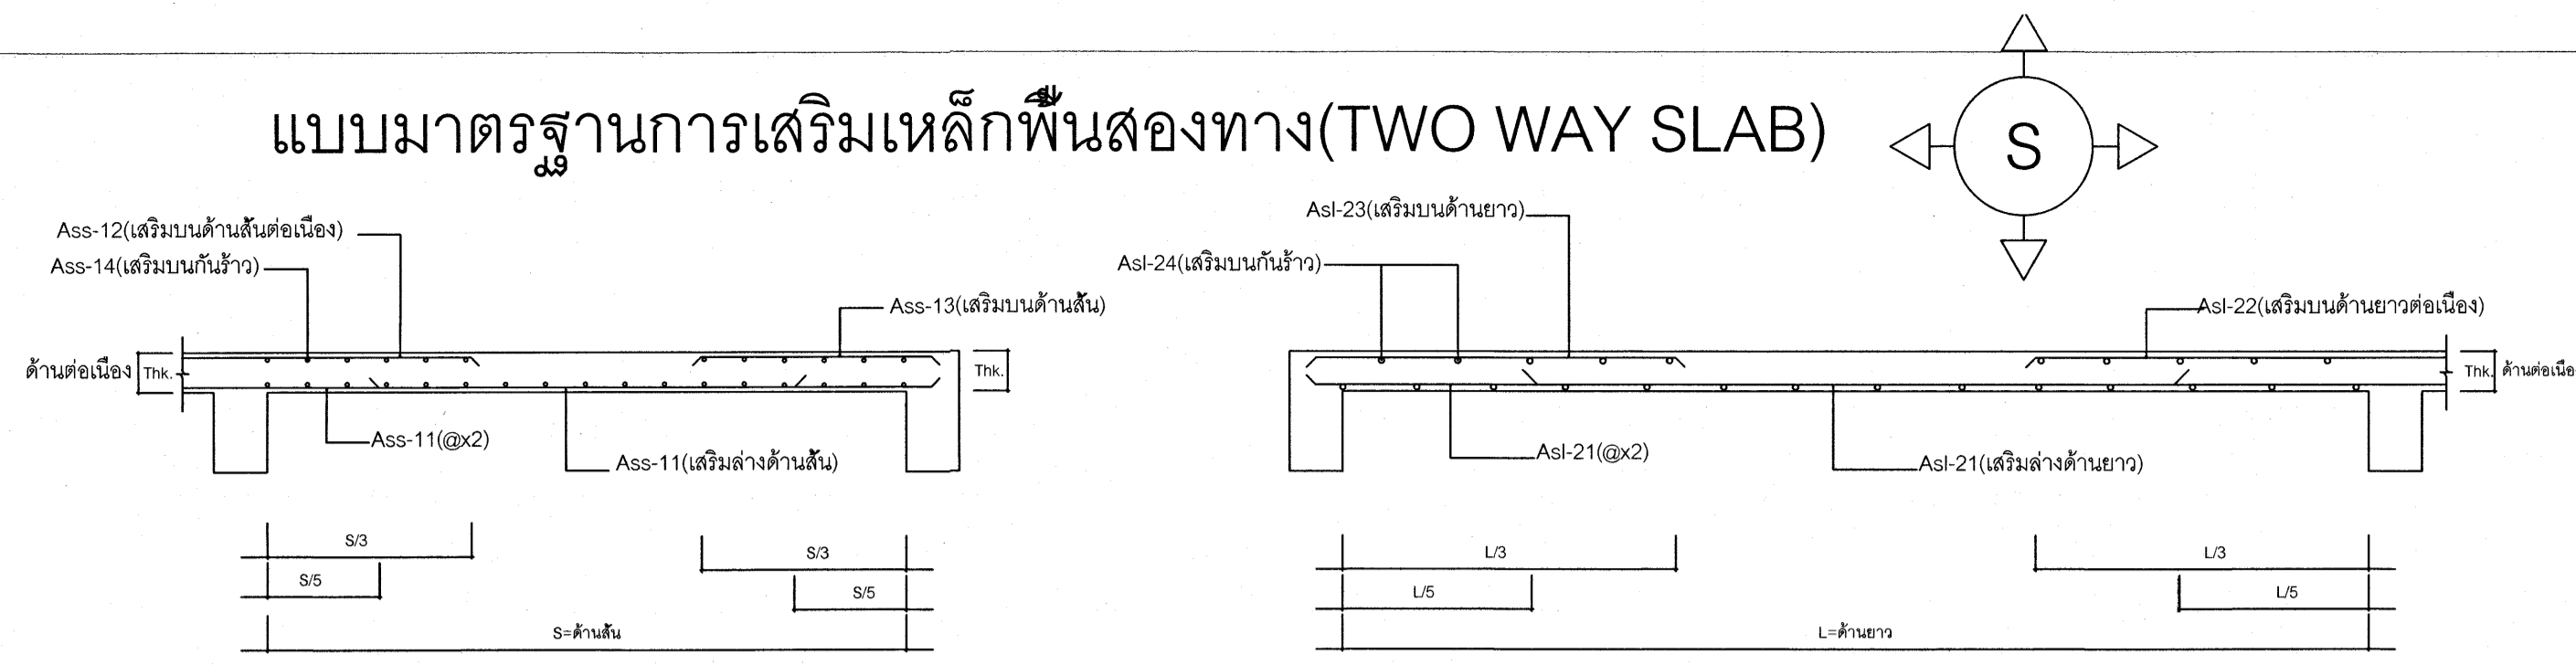 แบบมาตรฐานการเสริมเหล็กพื้นสองทาง(TWO WAY SLAB)
S
Ass-12(เสริมบนด้านสั้นต่อเนื่อง)
Ass-14(เสริมบนกันร้าว)
Ass-13(เสริมบนด้านสั้น)
ด้านต่อเนื่อง
Thk.
Thk.
Ass-11(@x2)
Ass-11(เสริมล่างด้านสั้น)
S/3
S/3
S/5
S/5
S=ด้านสั้น
Asl-23(เสริมบนด้านยาว)
Asl-24(เสริมบนกันร้าว)
Asl-22(เสริมบนด้านยาวต่อเนื่อง)
Thk.
ด้านต่อเนื่อ
Asl-21(@x2)
Asl-21(เสริมล่างด้านยาว)
L/3
L/3
L/5
L/5
L=ด้านยาว